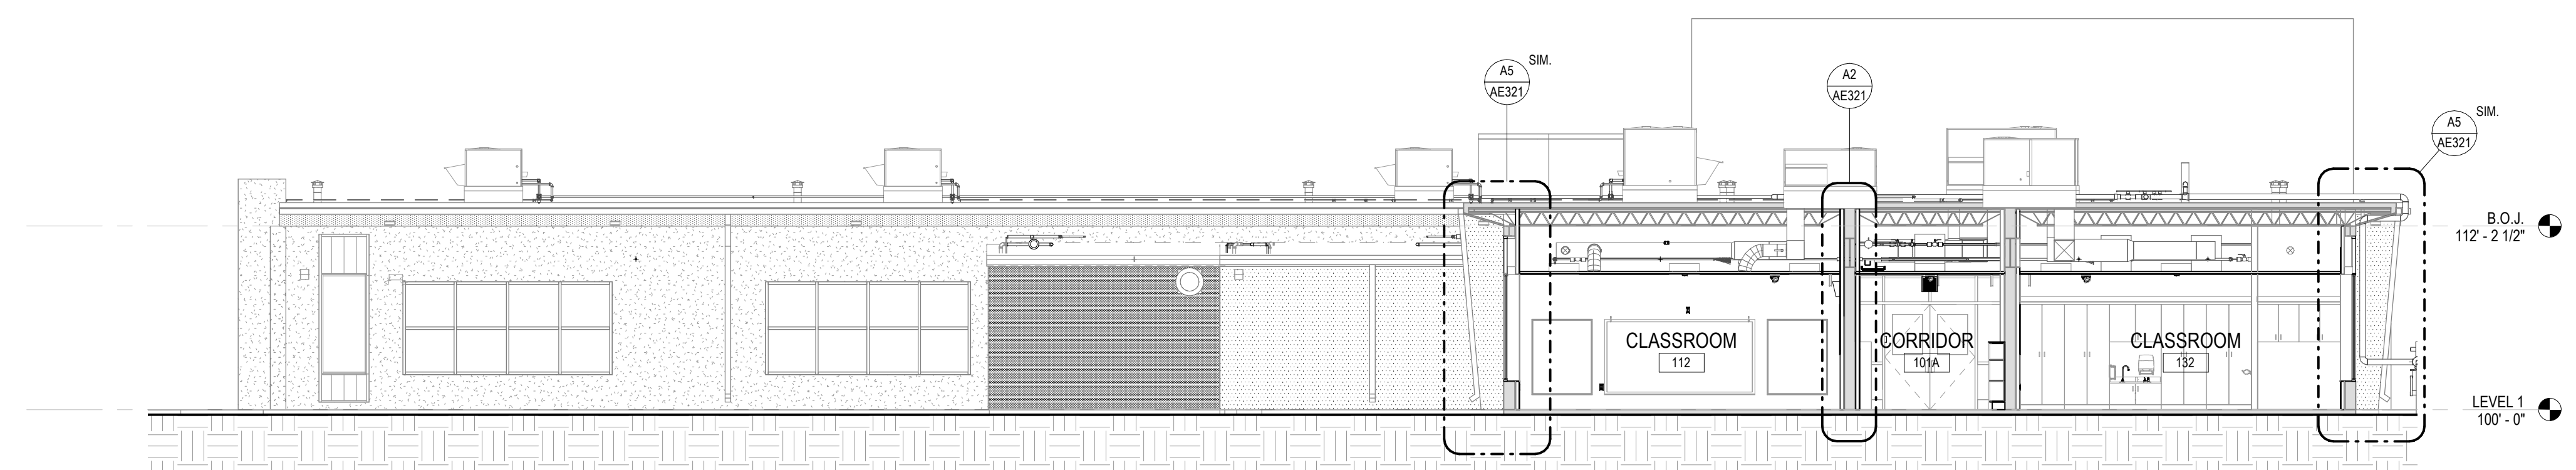 SIM.
A5
AE321
A2
AE321
SIM.
A5
AE321
B.O.J.
112' - 2 1/2"
CLASSROOM
112
CORRIDOR
101A
CLASSROOM
132
LEVEL 1
100' - 0"